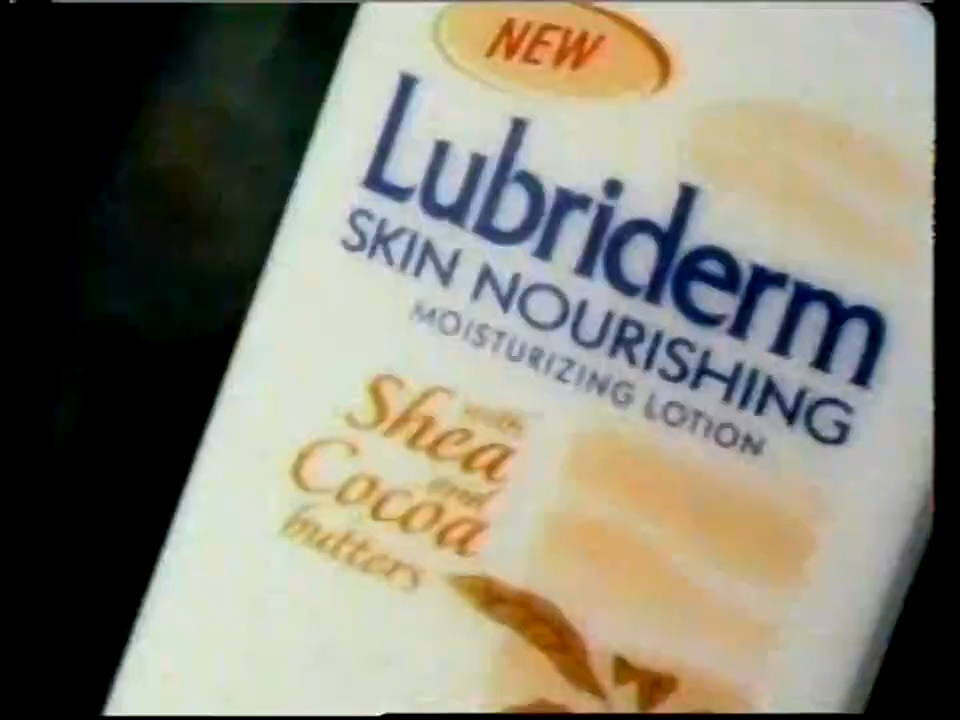 NEW
Lubriderm
SKIN NOURISHING
MOISTURIZING LOTION
with
Shea
and
Cocoa
butters